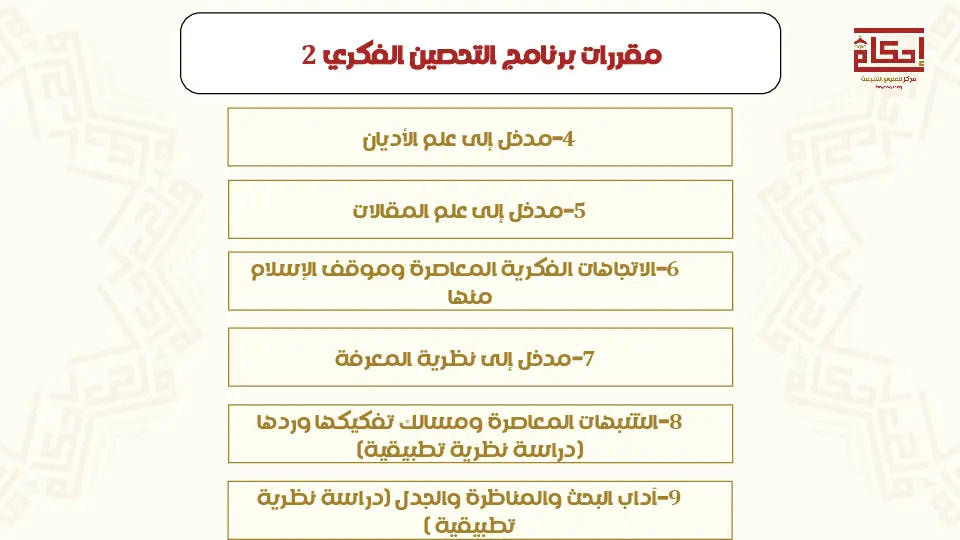 مقررات برنامج التحصين الفكري 2
إحكام
مركز للعلوم الشرعية
4-مدخل إلى علم الأديان
5-مدخل إلى علم المقالات
6-الاتجاهات الفكرية المعاصرة وموقف الإسلام
منها
7-مدخل إلى نظرية المعرفة
8-الشبهات المعاصرة ومسالك تفكيكها وردها
(دراسة نظرية تطبيقية)
9-آداب البحث والمناظرة والجدل (دراسة نظرية
تطبيقية )